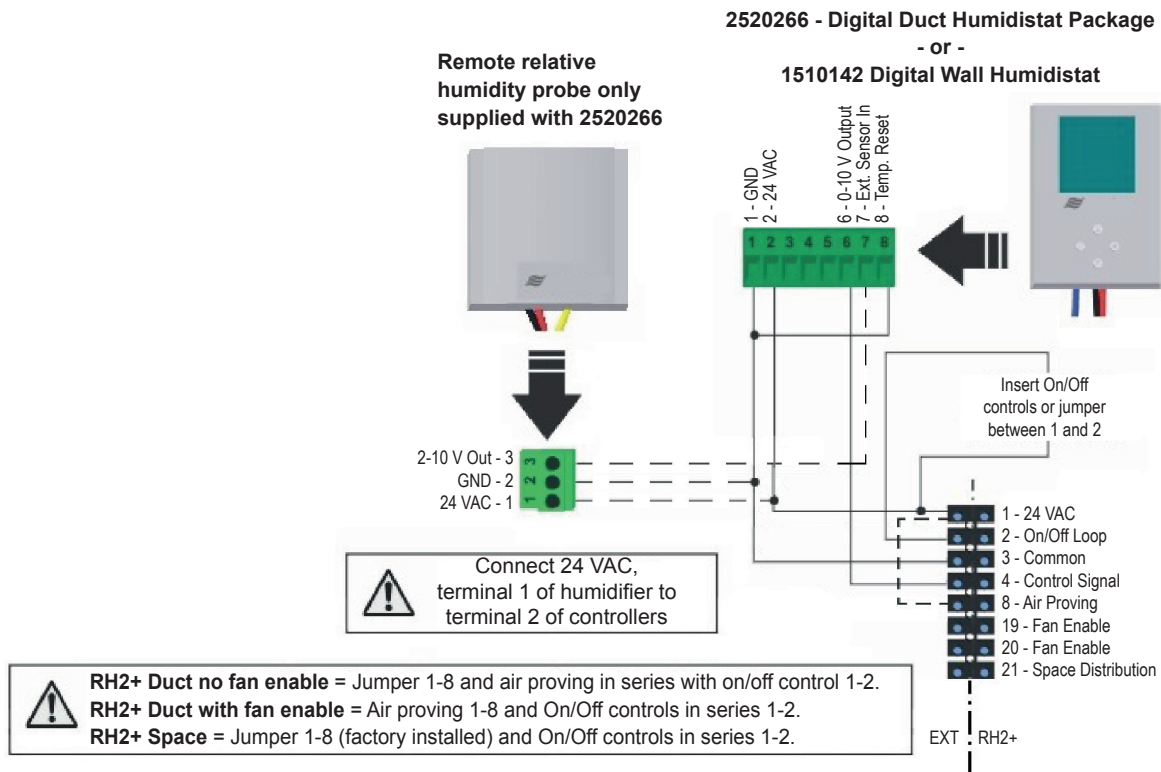 2520266 - Digital Duct Humidistat Package
- or -
1510142 Digital Wall Humidistat
Remote relative
humidity probe only
supplied with 2520266
1 - GND
2 - 24 VAC
6 - 0-10 V Output
7 - Ext. Sensor In
8 - Temp. Reset
1 2 3 4 5 6 7 8
Insert On/Off
controls or jumper
between 1 and 2
2-10 V Out - 3
GND - 2
24 VAC - 1
3
2
1
1 - 24 VAC
2 - On/Off Loop
3 - Common
4 - Control Signal
8 - Air Proving
19 - Fan Enable
20 - Fan Enable
21 - Space Distribution
Connect 24 VAC,
terminal 1 of humidifier to
terminal 2 of controllers
RH2+ Duct no fan enable = Jumper 1-8 and air proving in series with on/off control 1-2.
RH2+ Duct with fan enable = Air proving 1-8 and On/Off controls in series 1-2.
RH2+ Space = Jumper 1-8 (factory installed) and On/Off controls in series 1-2.
EXT RH2+